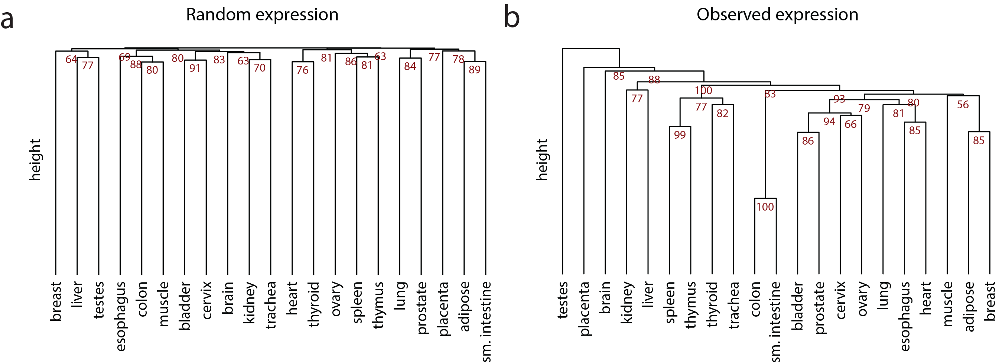 a
Random expression
height
64
77
69
88
80
80
91
83
63
70
76
81
86
81
63
84
77
78
89
breast
liver
testes
esophagus
colon
muscle
bladder
cervix
brain
kidney
trachea
heart
thyroid
ovary
spleen
thymus
lung
prostate
placenta
adipose
sm. intestine
b
Observed expression
height
85
88
77
100
77
82
99
83
100
93
79
80
94
66
81
86
85
56
85
testes
placenta
brain
kidney
liver
spleen
thymus
thyroid
trachea
colon
sm. intestine
bladder
prostate
cervix
ovary
lung
esophagus
heart
muscle
adipose
breast